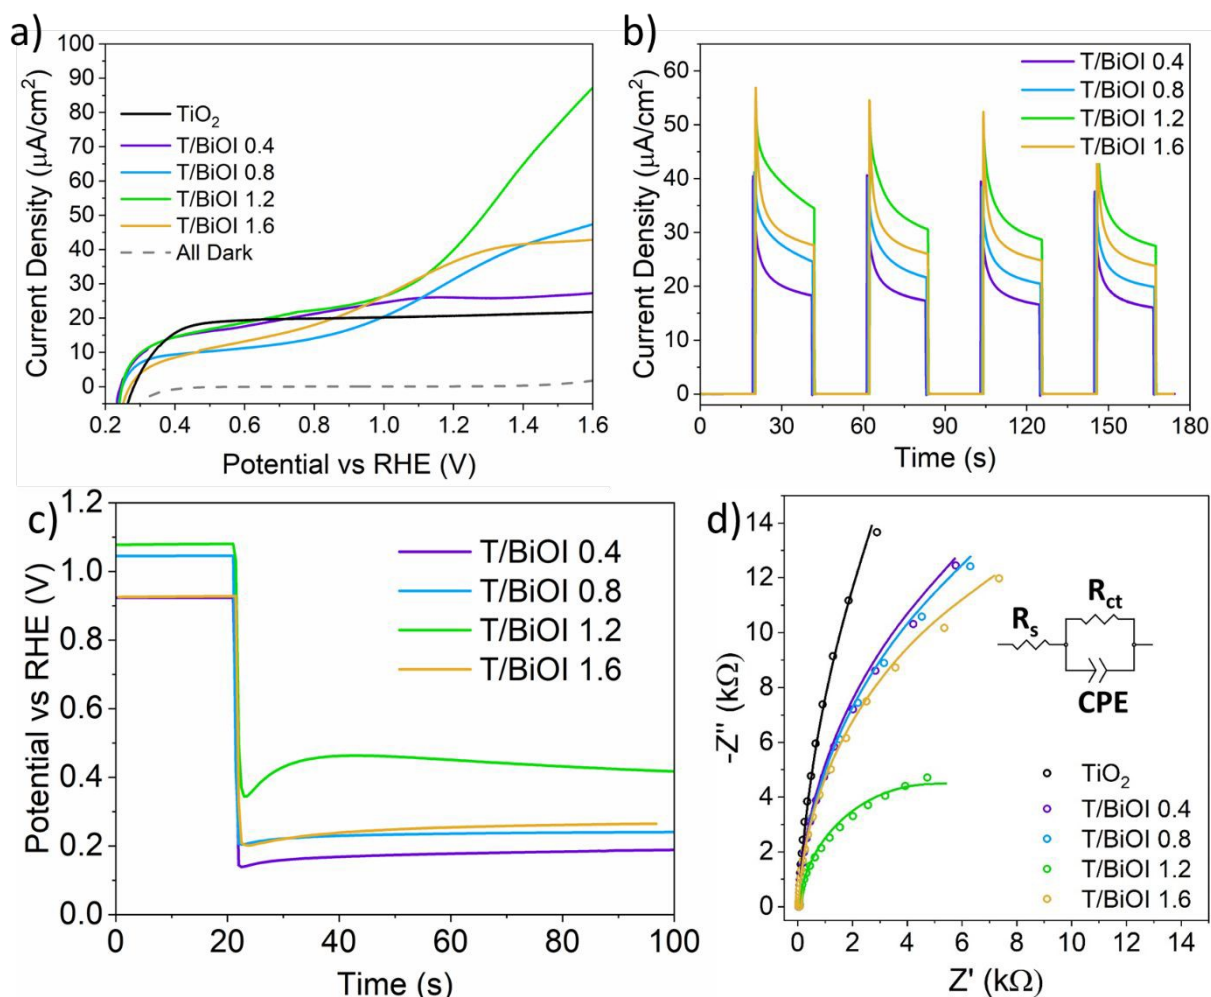 a)
Current Density (μA/cm²)
100
90
80
70
60
50
40
30
20
10
0
TiO₂
T/BiOI 0.4
T/BiOI 0.8
T/BiOI 1.2
T/BiOI 1.6
All Dark
0.2 0.4 0.6 0.8 1.0 1.2 1.4 1.6
Potential vs RHE (V)
b)
Current Density (μA/cm²)
60
50
40
30
20
10
0
T/BiOI 0.4
T/BiOI 0.8
T/BiOI 1.2
T/BiOI 1.6
0 30 60 90 120 150 180
Time (s)
c)
Potential vs RHE (V)
1.2
1.0
0.8
0.6
0.4
0.2
0.0
T/BiOI 0.4
T/BiOI 0.8
T/BiOI 1.2
T/BiOI 1.6
0 20 40 60 80 100
Time (s)
d)
-Z'' (kΩ)
14
12
10
8
6
4
2
0
Rct
Rs
CPE
TiO₂
T/BiOI 0.4
T/BiOI 0.8
T/BiOI 1.2
T/BiOI 1.6
0 2 4 6 8 10 12 14
Z' (kΩ)